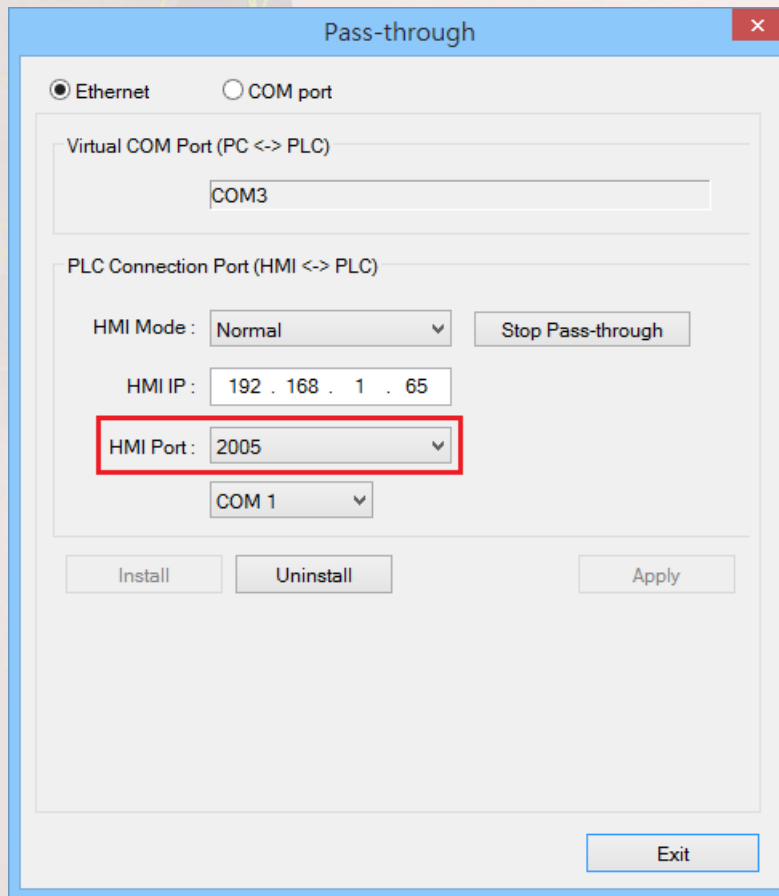 Pass-through
Ethernet COM port
Virtual COM Port (PC <-> PLC)
COM3
PLC Connection Port (HMI <-> PLC)
HMI Mode : Normal Stop Pass-through
HMI IP : 192 . 168 . 1 . 65
HMI Port : 2005
COM 1
Install Uninstall Apply
Exit